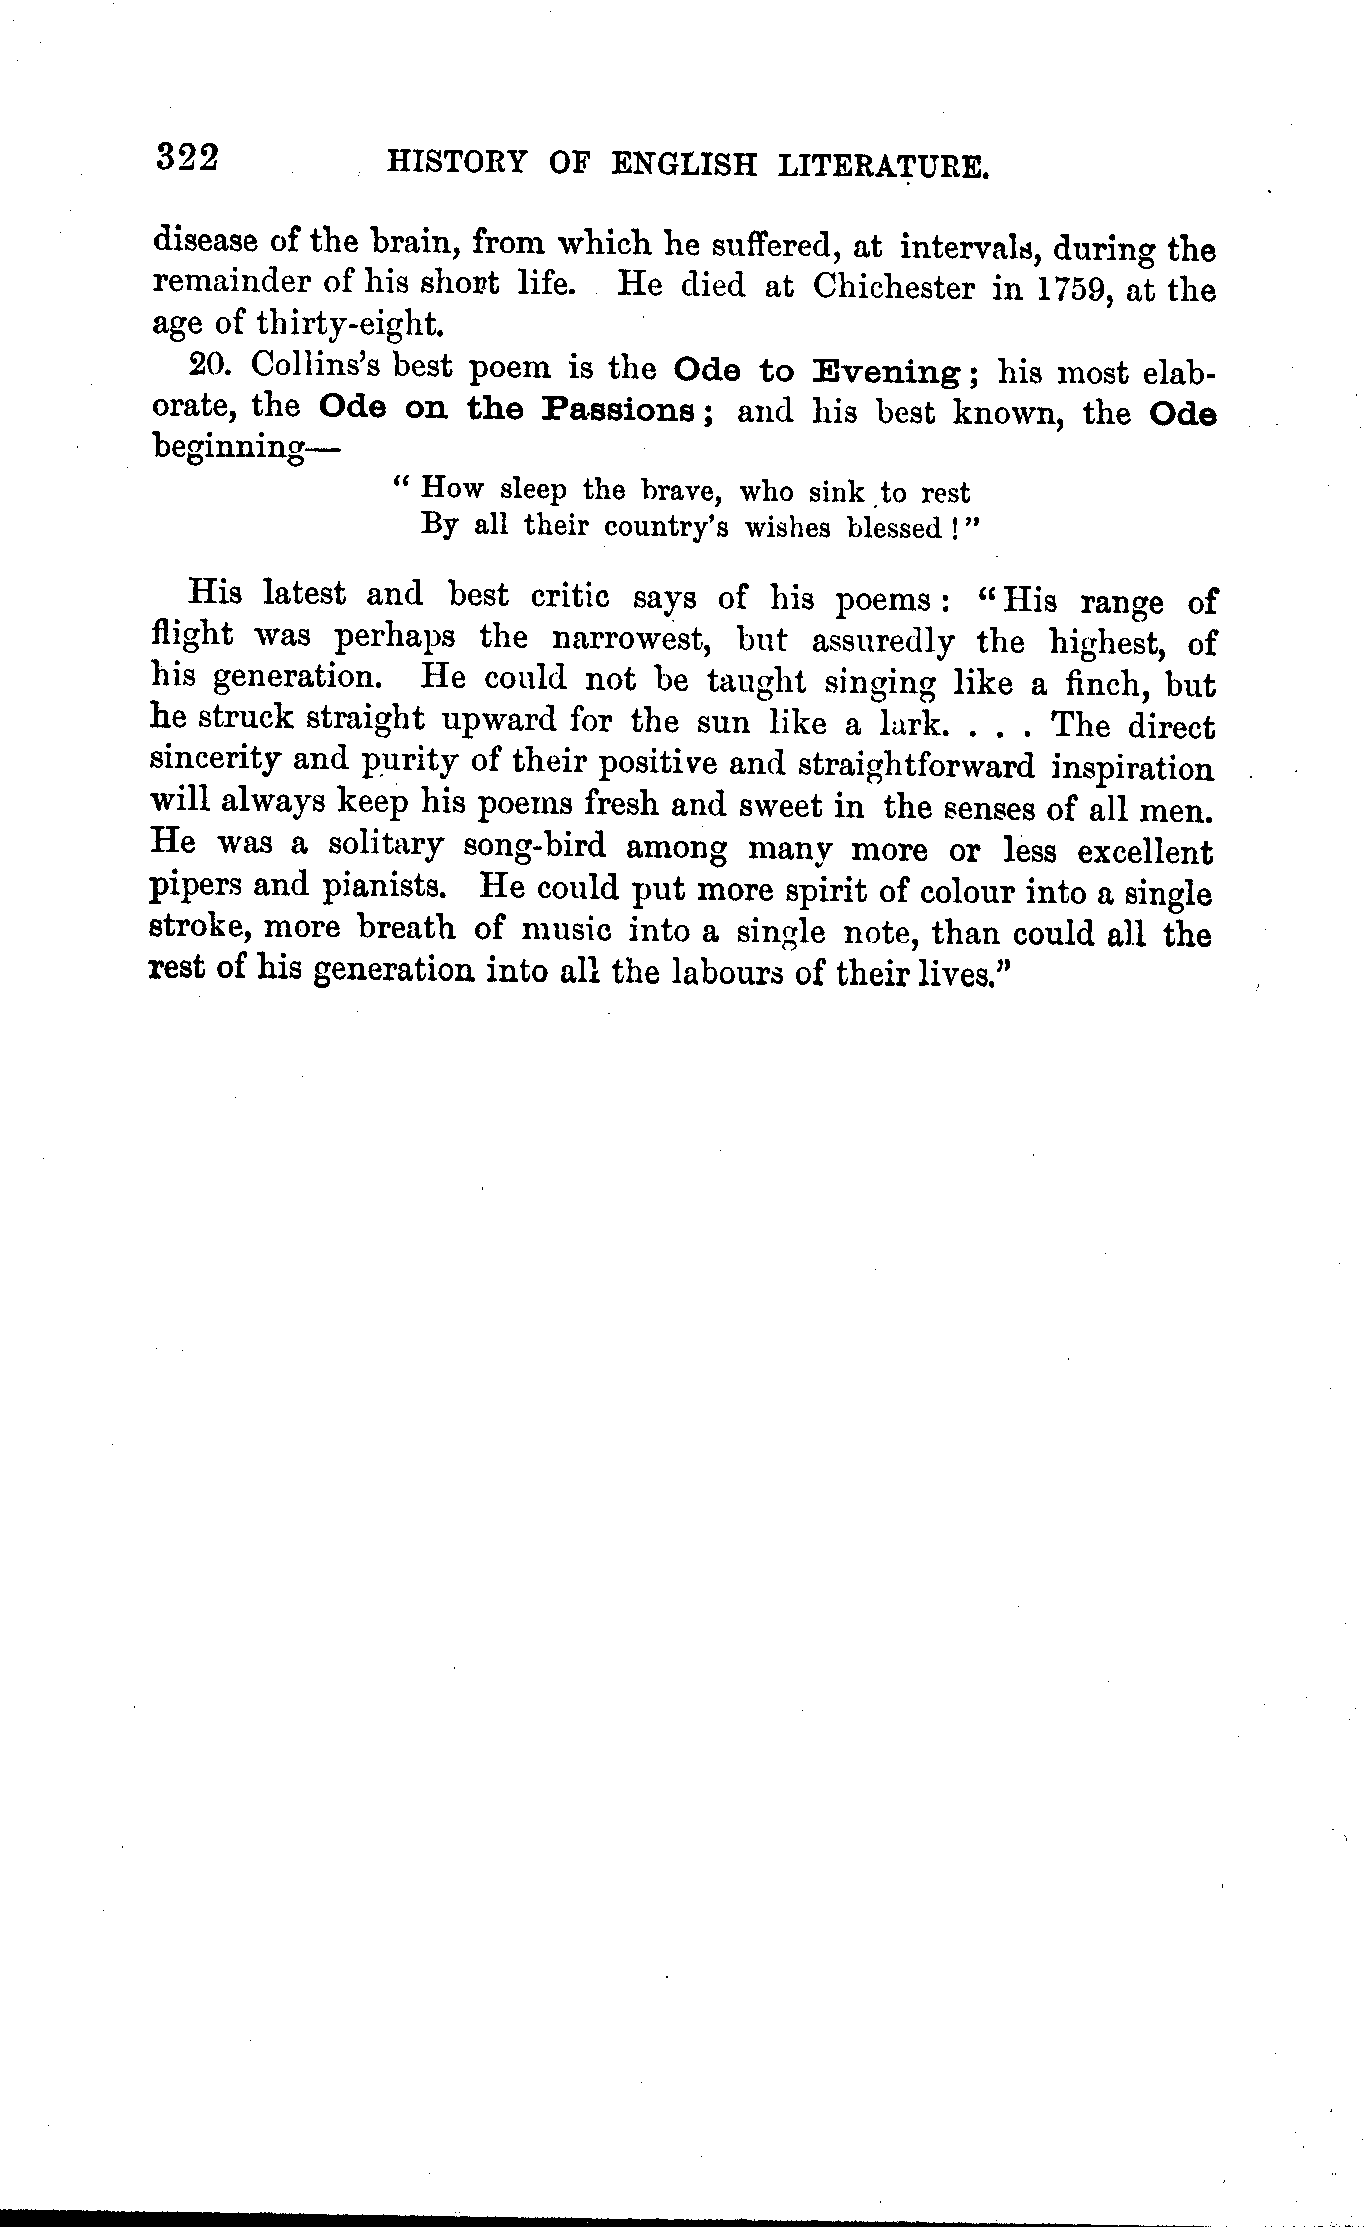 322 HISTORY OF ENGLISH LITERATURE.
disease of the brain, from which he suffered, at intervals, during the
remainder of his short life. He died at Chichester in 1759, at the
age of thirty-eight.
20. Collins's best poem is the Ode to Evening; his most elab-
orate, the Ode on the Passions; and his best known, the Ode
beginning—
"How sleep the brave, who sink to rest
By all their country's wishes blessed!"
His latest and best critic says of his poems: "His range of
flight was perhaps the narrowest, but assuredly the highest, of
his generation. He could not be taught singing like a finch, but
he struck straight upward for the sun like a lark. . . . The direct
sincerity and purity of their positive and straightforward inspiration
will always keep his poems fresh and sweet in the senses of all men.
He was a solitary song-bird among many more or less excellent
pipers and pianists. He could put more spirit of colour into a single
stroke, more breath of music into a single note, than could all the
rest of his generation into all the labours of their lives."